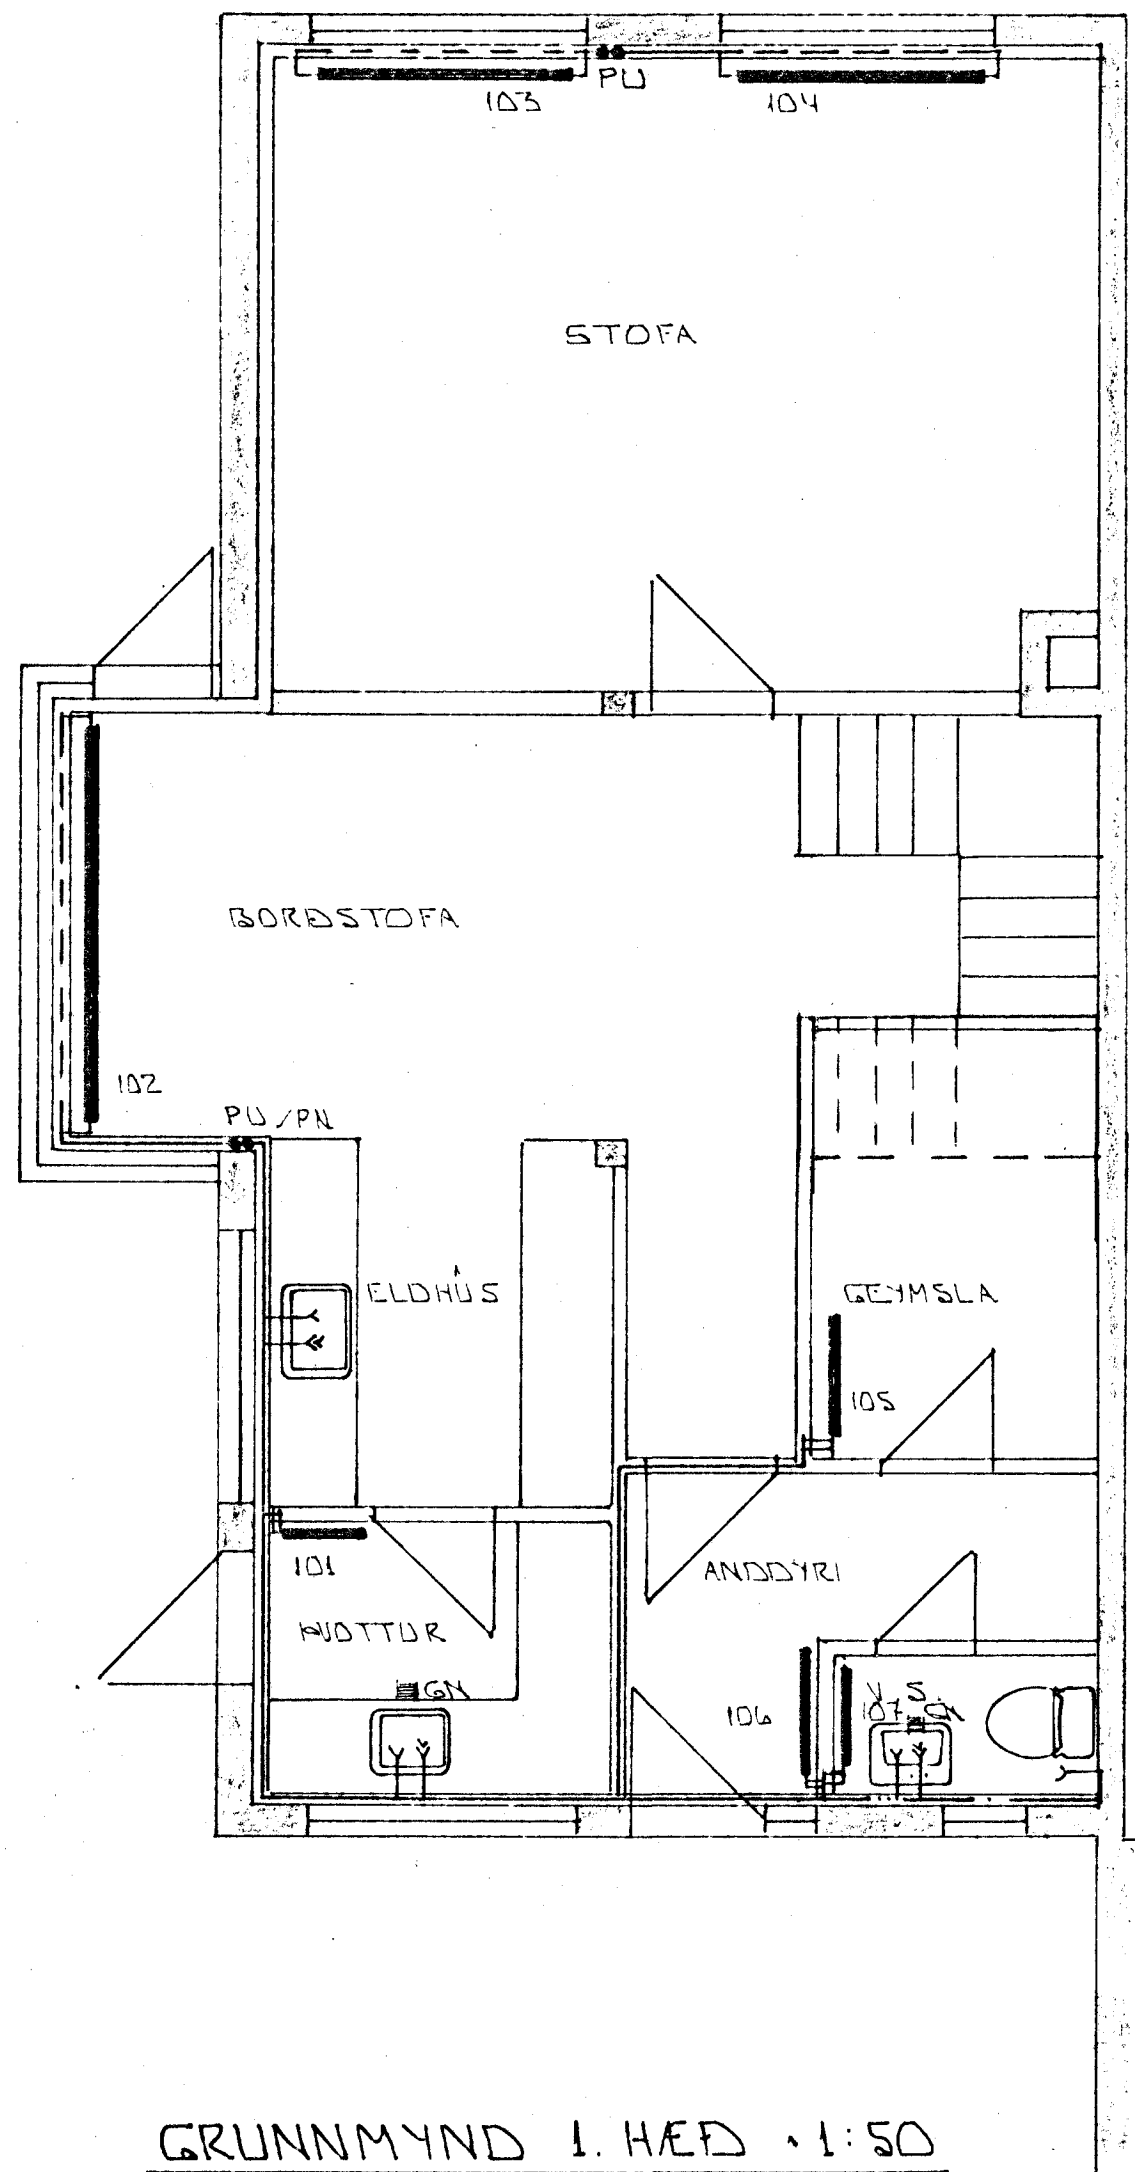 103
PU
104
STOFA
BORÐSTOFA
102
PU/PN
ELDHÚS
GEYMSLA
105
101
ANDDYRI
ÞVOTTUR
GN
106
V S
107
GN
GRUNNMYND 1. HÆÐ · 1:50